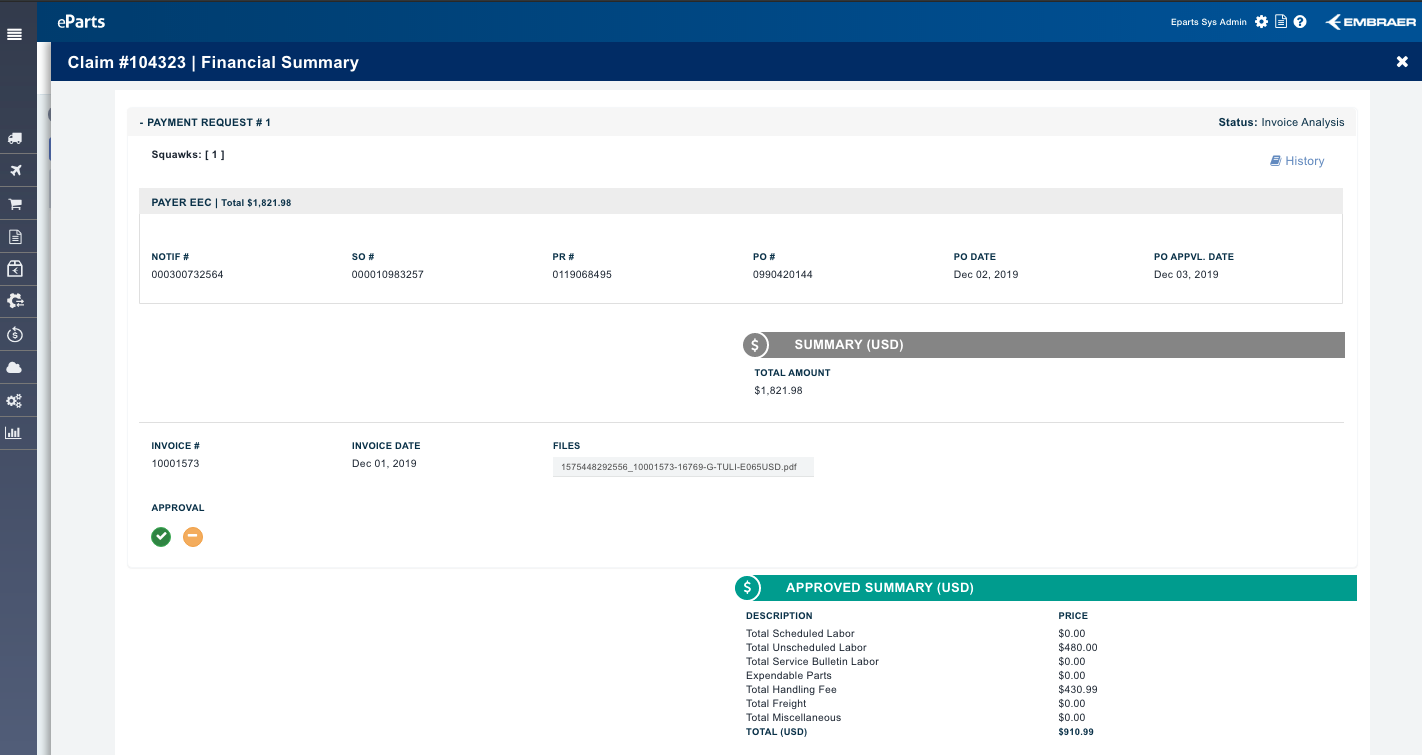 eParts
Eparts Sys Admin
EMBRAER
Claim #104323 | Financial Summary
- PAYMENT REQUEST # 1
Status: Invoice Analysis
Squawks: [ 1 ]
History
PAYER EEC | Total $1,821.98
NOTIF # SO # PR # PO # PO DATE PO APPVL. DATE
000300732564 000010983257 0119068495 0990420144 Dec 02, 2019 Dec 03, 2019
$ SUMMARY (USD)
TOTAL AMOUNT
$1,821.98
INVOICE # INVOICE DATE FILES
10001573 Dec 01, 2019 1575448292556_10001573-16769-G-TULI-E065USD.pdf
APPROVAL
$ APPROVED SUMMARY (USD)
DESCRIPTION PRICE
Total Scheduled Labor $0.00
Total Unscheduled Labor $480.00
Total Service Bulletin Labor $0.00
Expendable Parts $0.00
Total Handling Fee $430.99
Total Freight $0.00
Total Miscellaneous $0.00
TOTAL (USD) $910.99